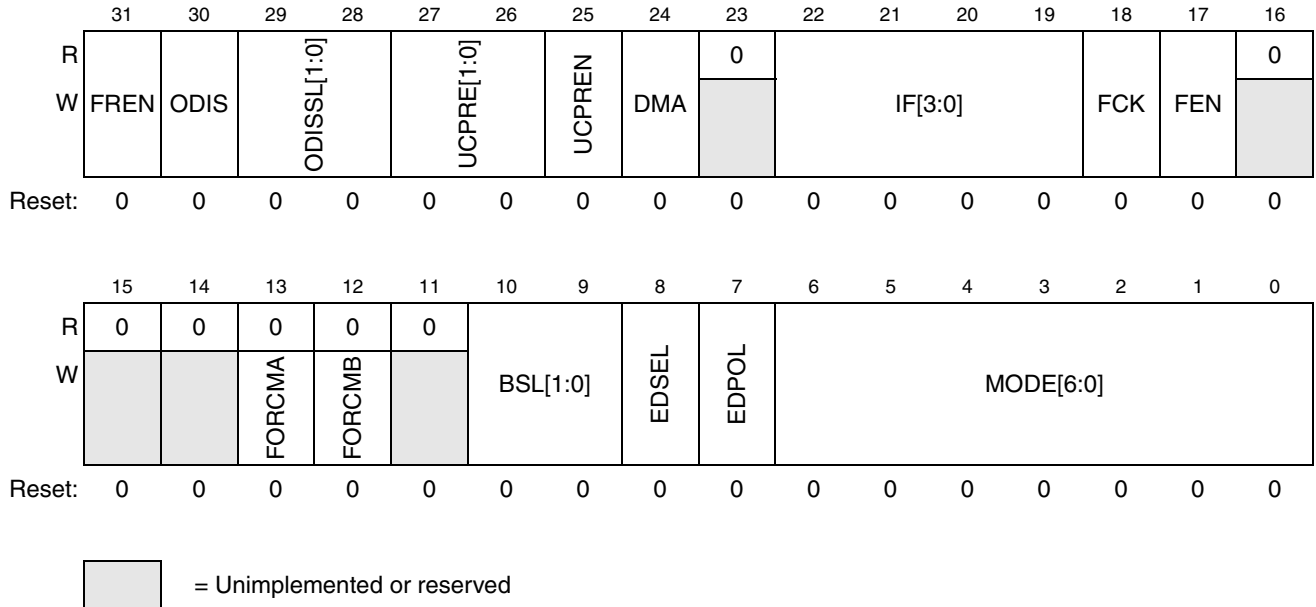 31 30 29 28 27 26 25 24 23 22 21 20 19 18 17 16
R 0 0
W FREN ODIS ODISSL[1:0] UCPRE[1:0] UCPREN DMA IF[3:0] FCK FEN
Reset: 0 0 0 0 0 0 0 0 0 0 0 0 0 0 0 0
15 14 13 12 11 10 9 8 7 6 5 4 3 2 1 0
R 0 0 0 0 0
W FORCMA FORCMB BSL[1:0] EDSEL EDPOL MODE[6:0]
Reset: 0 0 0 0 0 0 0 0 0 0 0 0 0 0 0 0
= Unimplemented or reserved